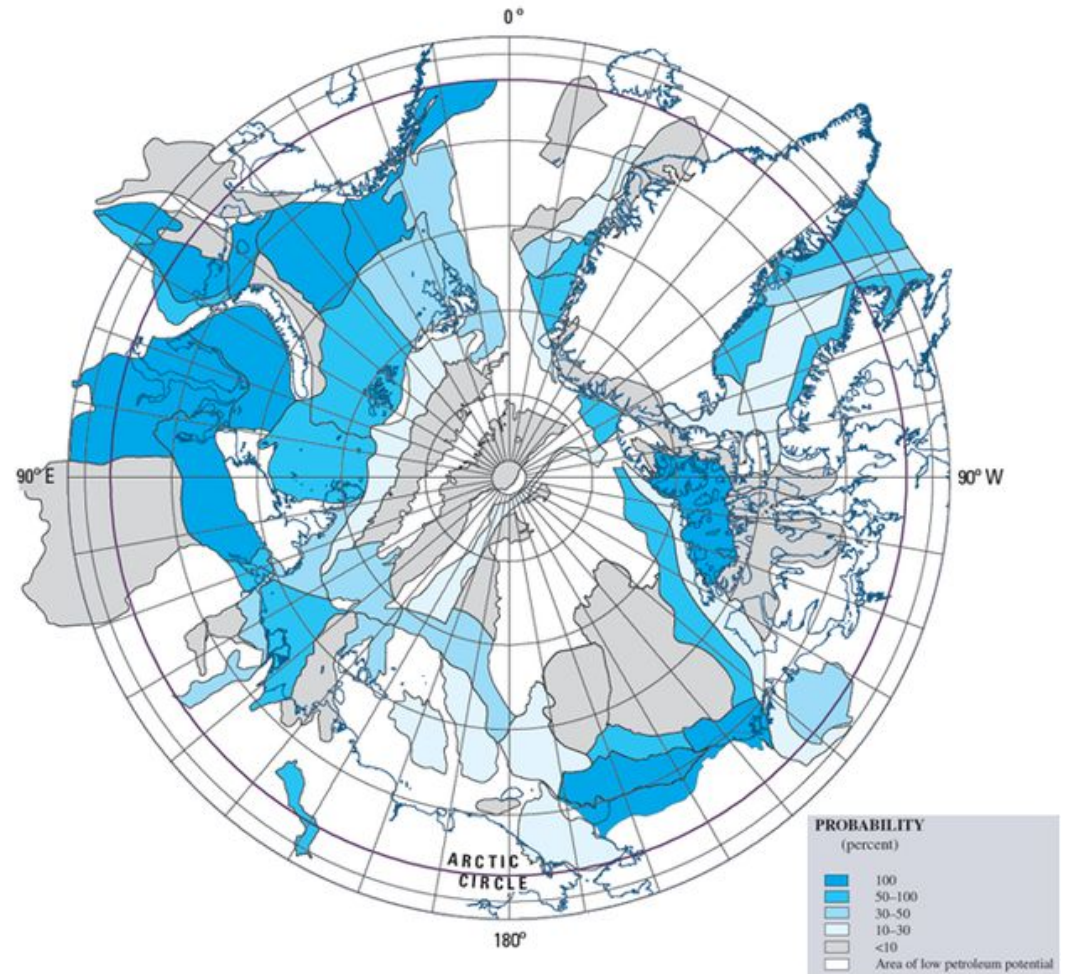 0°
90° E
90° W
ARCTIC
CIRCLE
180°
PROBABILITY
(percent)
100
50–100
30–50
10–30
<10
Area of low petroleum potential